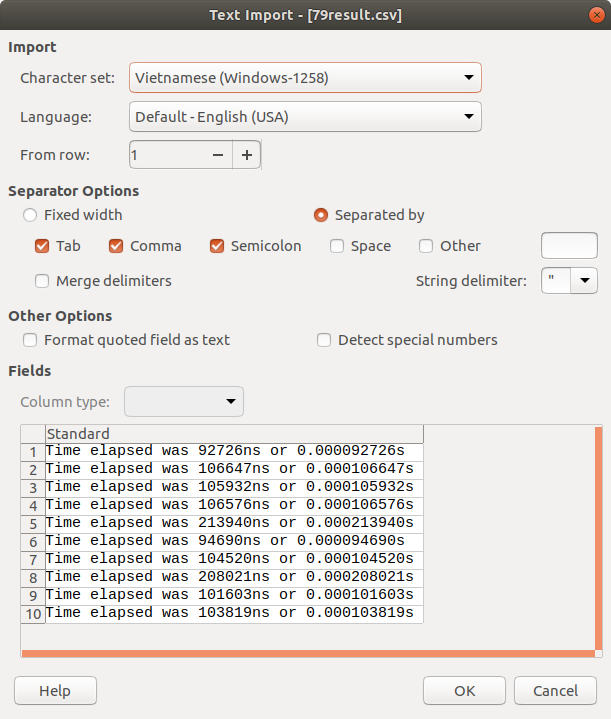 Text Import - [79result.csv]
Import
Character set: Vietnamese (Windows-1258)
Language: Default - English (USA)
From row: 1
Separator Options
Fixed width Separated by
Tab Comma Semicolon Space Other
Merge delimiters String delimiter: "
Other Options
Format quoted field as text Detect special numbers
Fields
Column type:
Standard
1 Time elapsed was 92726ns or 0.000092726s
2 Time elapsed was 106647ns or 0.000106647s
3 Time elapsed was 105932ns or 0.000105932s
4 Time elapsed was 106576ns or 0.000106576s
5 Time elapsed was 213940ns or 0.000213940s
6 Time elapsed was 94690ns or 0.000094690s
7 Time elapsed was 104520ns or 0.000104520s
8 Time elapsed was 208021ns or 0.000208021s
9 Time elapsed was 101603ns or 0.000101603s
10 Time elapsed was 103819ns or 0.000103819s
Help OK Cancel